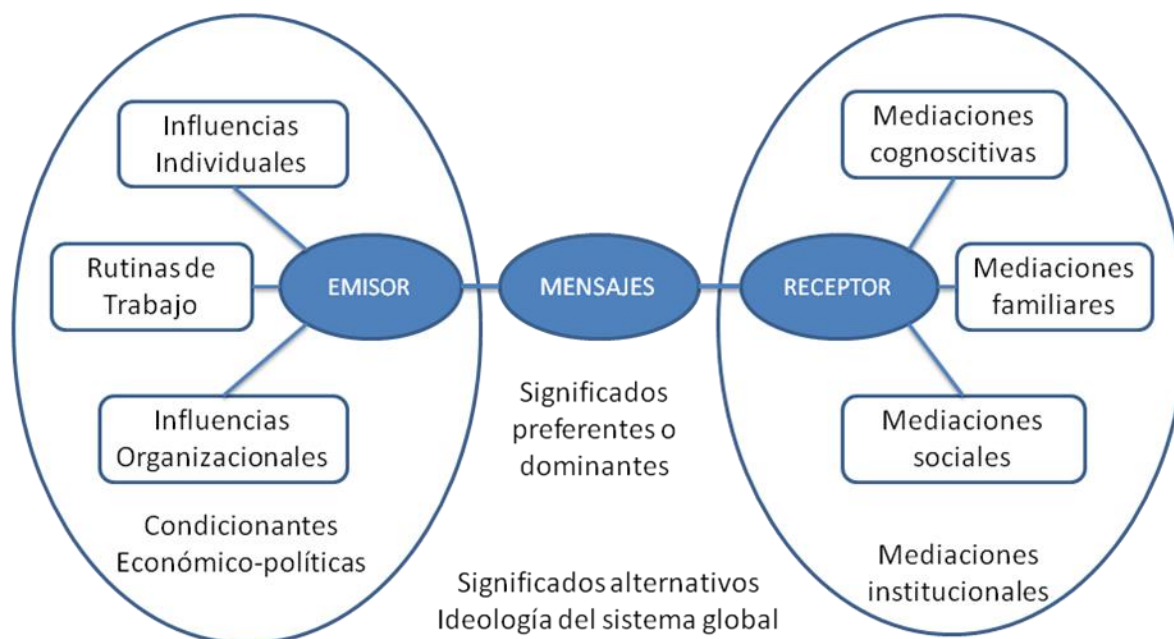 Influencias
Individuales
Rutinas de
Trabajo
Influencias
Organizacionales
Condicionantes
Económico-políticas
EMISOR
MENSAJES
RECEPTOR
Significados
preferentes o
dominantes
Significados alternativos
Ideología del sistema global
Mediaciones
cognoscitivas
Mediaciones
familiares
Mediaciones
sociales
Mediaciones
institucionales